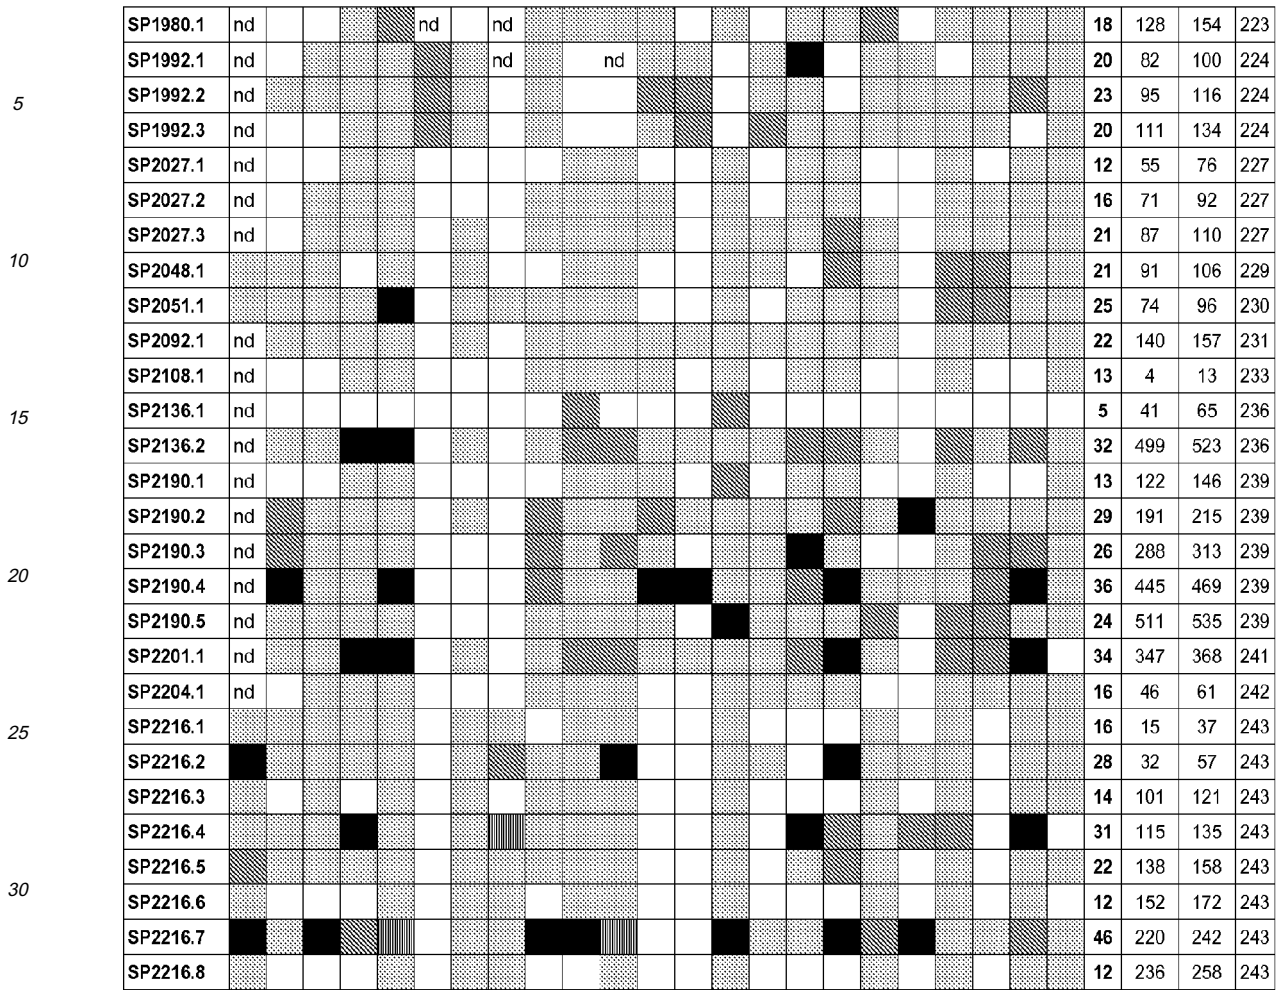 SP1980.1 nd nd nd 18 128 154 223
SP1992.1 nd nd nd 20 82 100 224
5 SP1992.2 nd 23 95 116 224
SP1992.3 nd 20 111 134 224
SP2027.1 nd 12 55 76 227
SP2027.2 nd 16 71 92 227
SP2027.3 nd 21 87 110 227
10 SP2048.1 21 91 106 229
SP2051.1 25 74 96 230
SP2092.1 nd 22 140 157 231
SP2108.1 nd 13 4 13 233
15 SP2136.1 nd 5 41 65 236
SP2136.2 nd 32 499 523 236
SP2190.1 nd 13 122 146 239
SP2190.2 nd 29 191 215 239
SP2190.3 nd 26 288 313 239
20 SP2190.4 nd 36 445 469 239
SP2190.5 nd 24 511 535 239
SP2201.1 nd 34 347 368 241
SP2204.1 nd 16 46 61 242
25 SP2216.1 16 15 37 243
SP2216.2 28 32 57 243
SP2216.3 14 101 121 243
SP2216.4 31 115 135 243
SP2216.5 22 138 158 243
30 SP2216.6 12 152 172 243
SP2216.7 46 220 242 243
SP2216.8 12 236 258 243